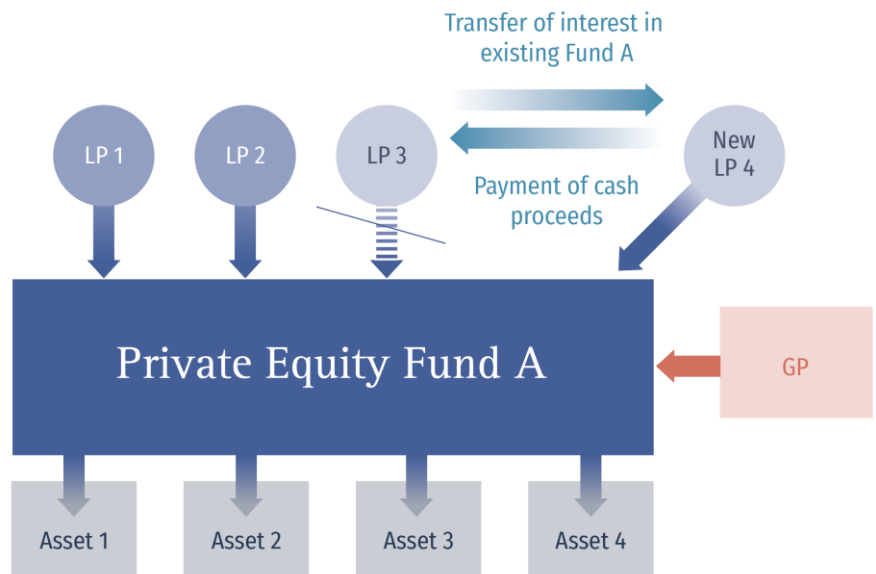 Transfer of interest in
existing Fund A
LP 1
LP 2
LP 3
New
LP 4
Payment of cash
proceeds
Private Equity Fund A
GP
Asset 1
Asset 2
Asset 3
Asset 4